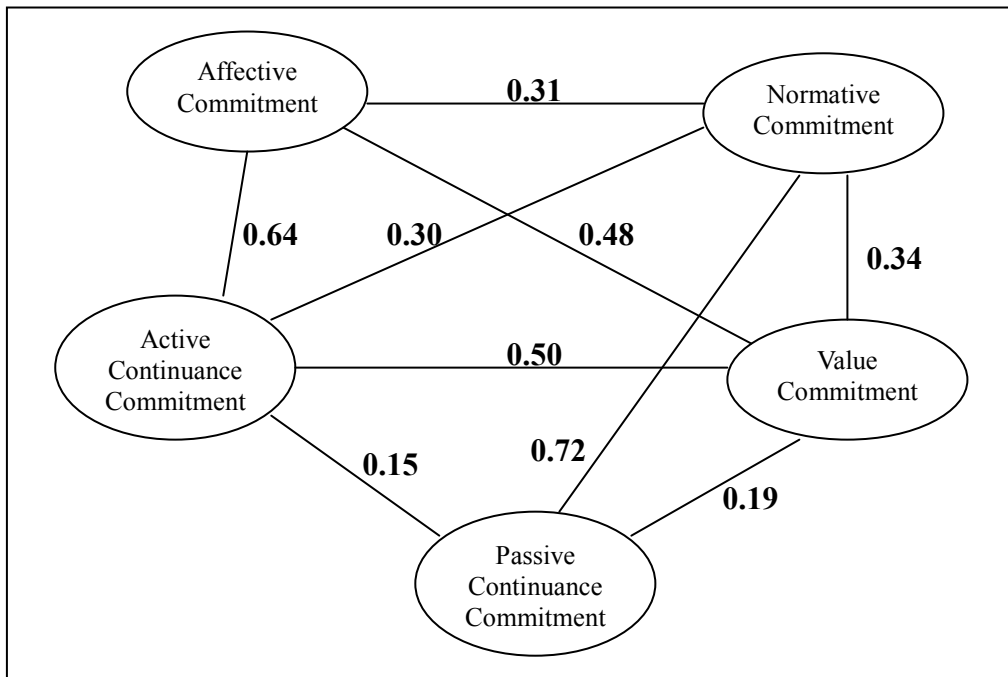 Affective
Commitment
0.31
Normative
Commitment
0.64
0.30
0.48
0.34
Active
Continuance
Commitment
0.50
Value
Commitment
0.15
0.72
0.19
Passive
Continuance
Commitment